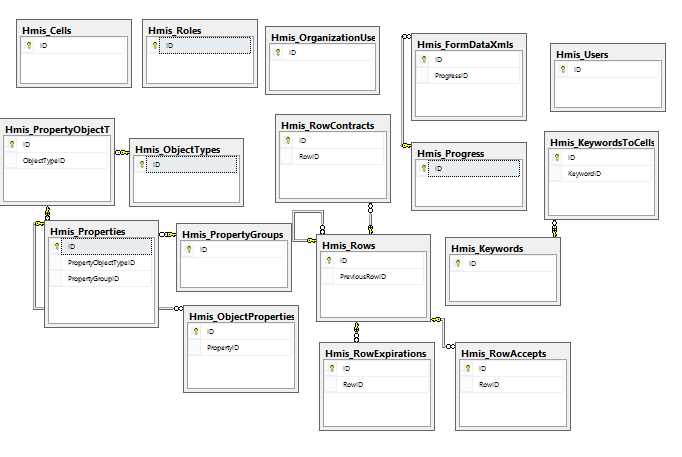 Hmis_Cells
ID
Hmis_Roles
ID
Hmis_OrganizationUse
ID
Hmis_FormDataXmls
ID
ProgressID
Hmis_Users
ID
Hmis_PropertyObjectT
ID
ObjectTypeID
Hmis_ObjectTypes
ID
Hmis_RowContracts
ID
RowID
Hmis_Progress
ID
Hmis_KeywordsToCells
ID
KeywordID
Hmis_Properties
ID
PropertyObjectTypeID
PropertyGroupID
Hmis_PropertyGroups
ID
Hmis_Rows
ID
PreviousRowID
Hmis_Keywords
ID
Hmis_ObjectProperties
ID
PropertyID
Hmis_RowExpirations
ID
RowID
Hmis_RowAccepts
ID
RowID